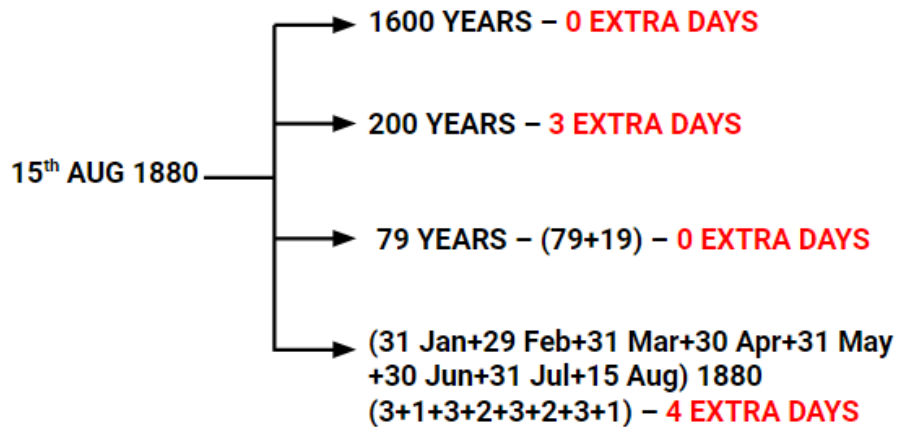 1600 YEARS – 0 EXTRA DAYS
200 YEARS – 3 EXTRA DAYS
15th AUG 1880
79 YEARS – (79+19) – 0 EXTRA DAYS
(31 Jan+29 Feb+31 Mar+30 Apr+31 May
+30 Jun+31 Jul+15 Aug) 1880
(3+1+3+2+3+2+3+1) – 4 EXTRA DAYS